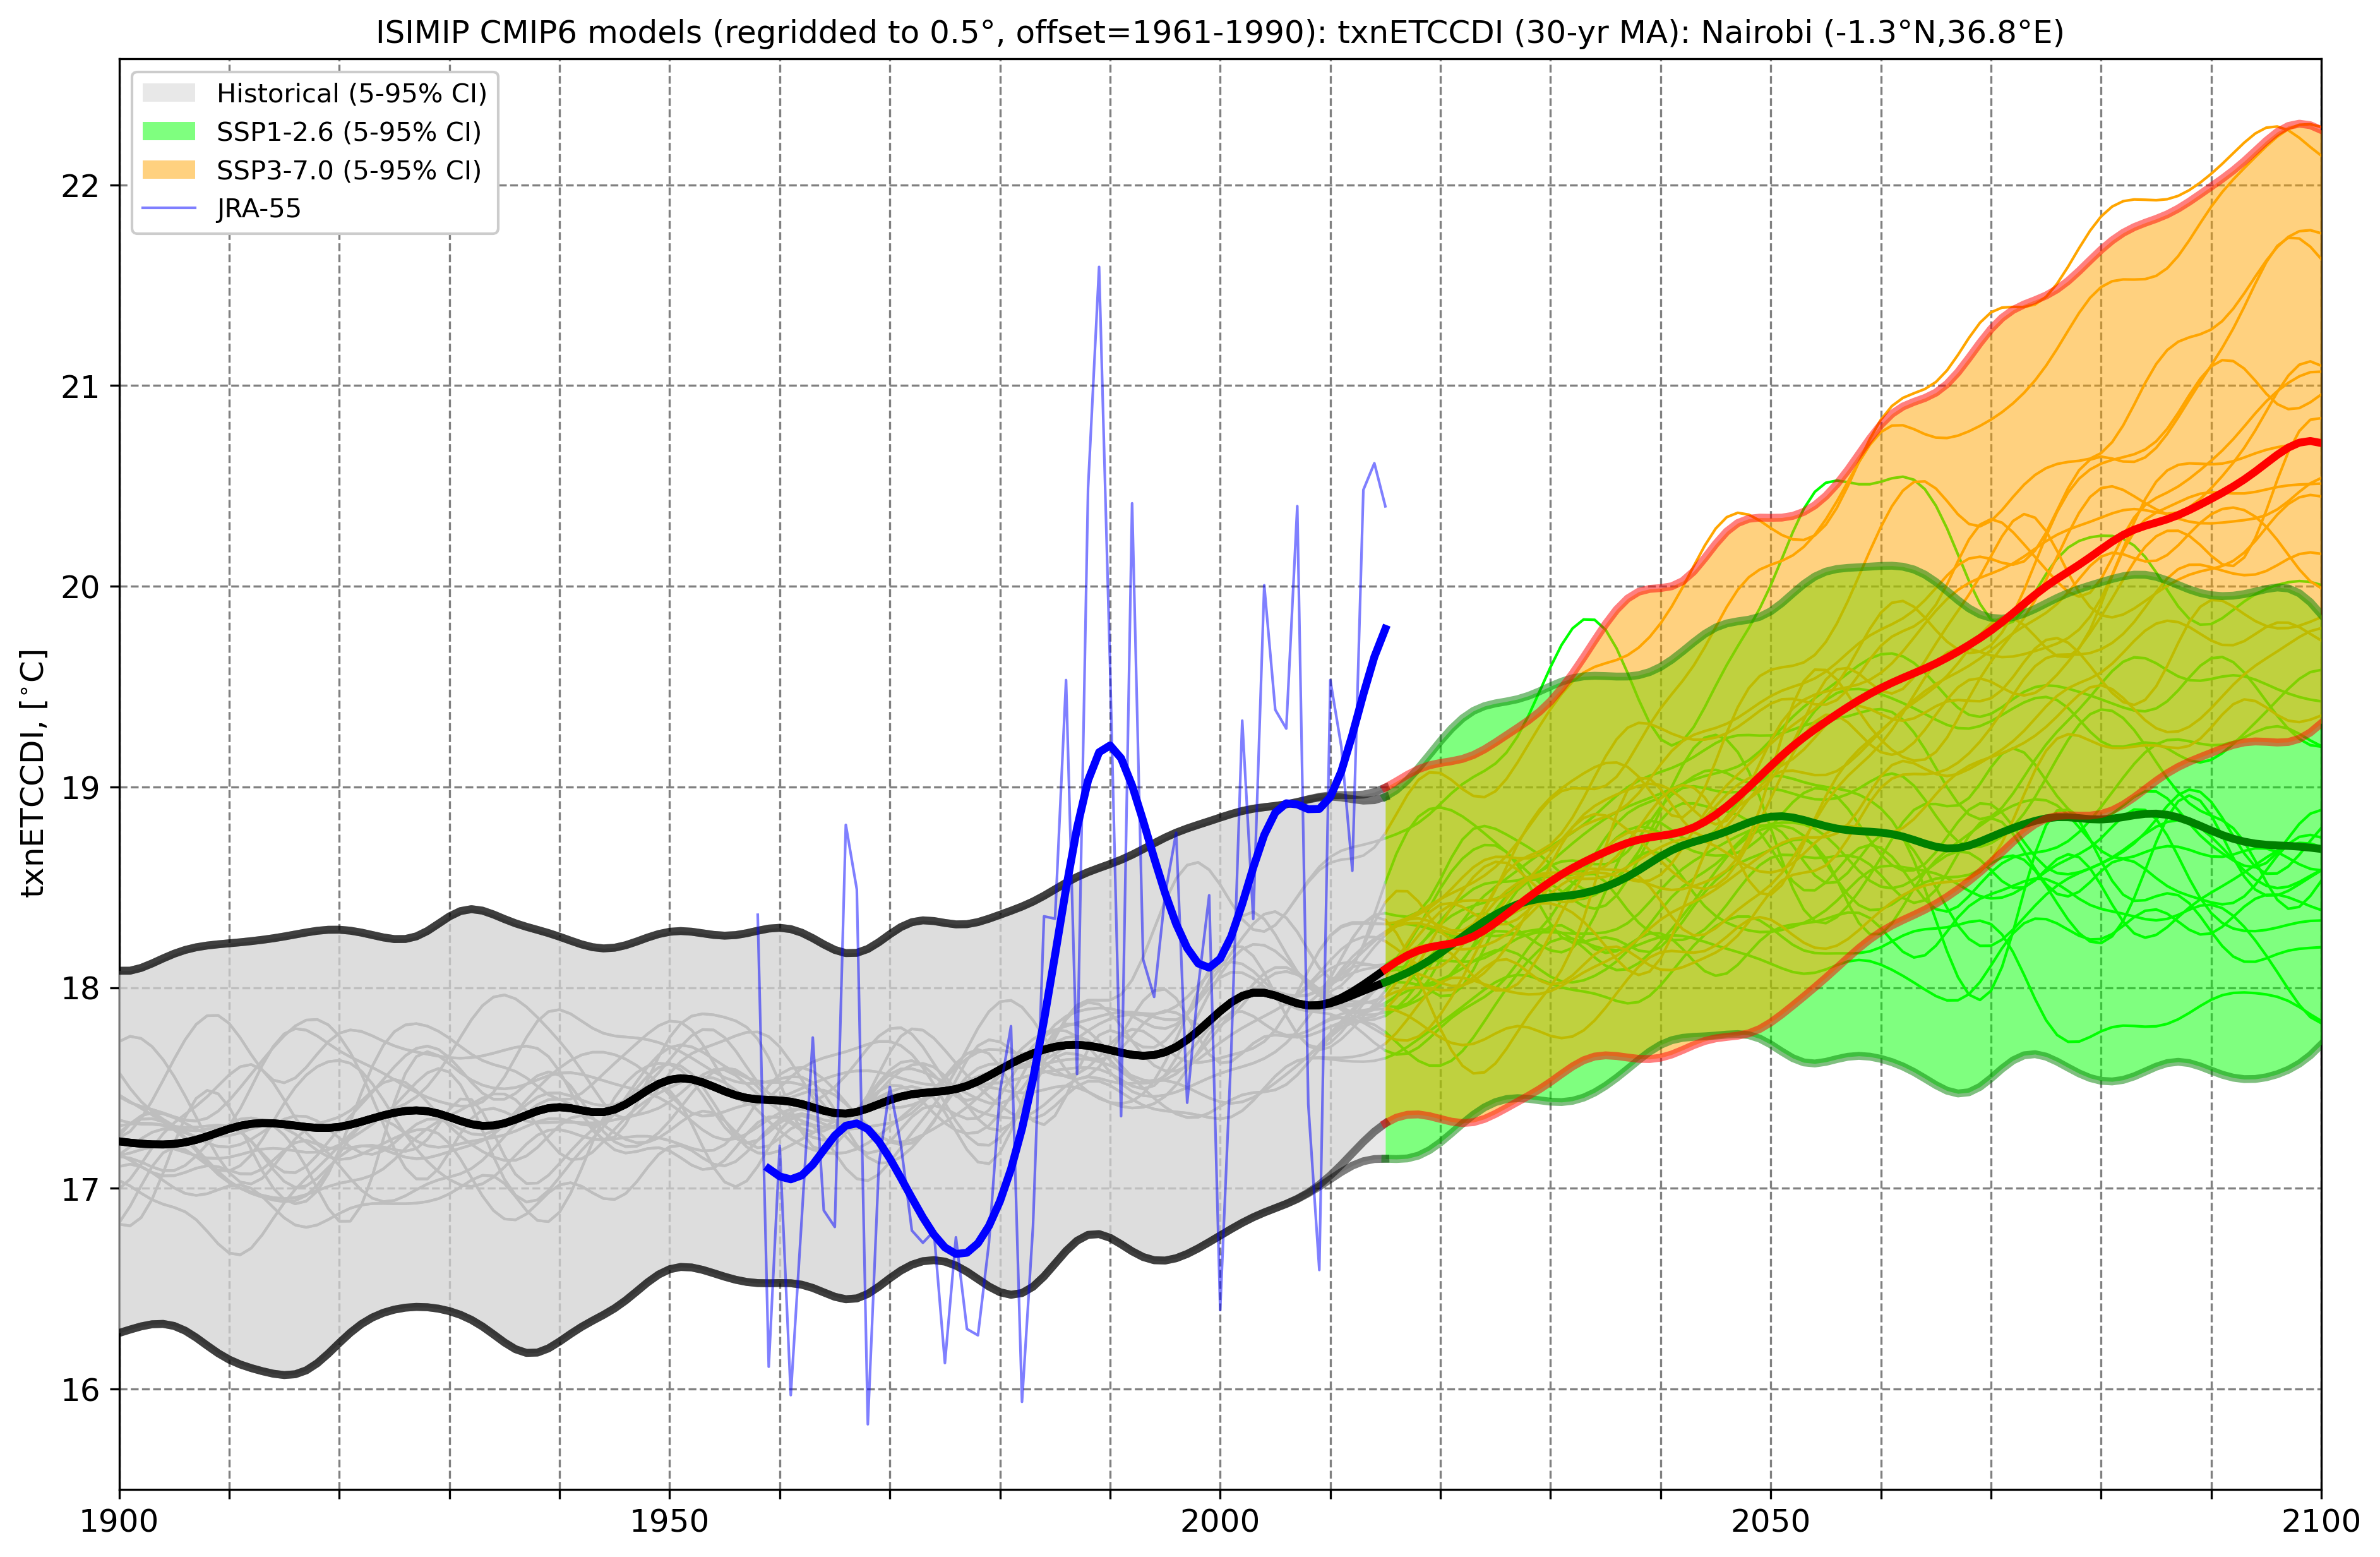 ISIMIP CMIP6 models (regridded to 0.5°, offset=1961-1990): txnETCCDI (30-yr MA): Nairobi (-1.3°N,36.8°E)
Historical (5-95% CI)
SSP1-2.6 (5-95% CI)
SSP3-7.0 (5-95% CI)
JRA-55
txnETCCDI, [°C]
22
21
20
19
18
17
16
1900
1950
2000
2050
2100